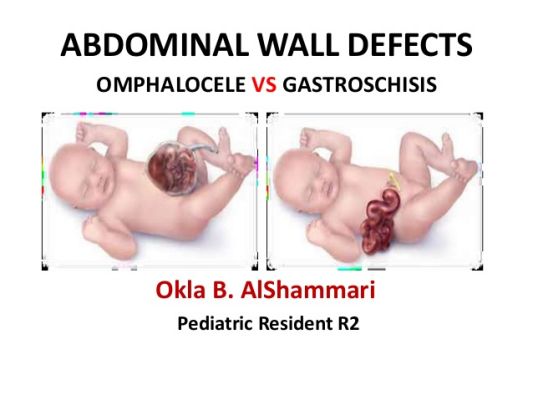 ABDOMINAL WALL DEFECTS
OMPHALOCELE VS GASTROSCHISIS
Okla B. AlShammari
Pediatric Resident R2